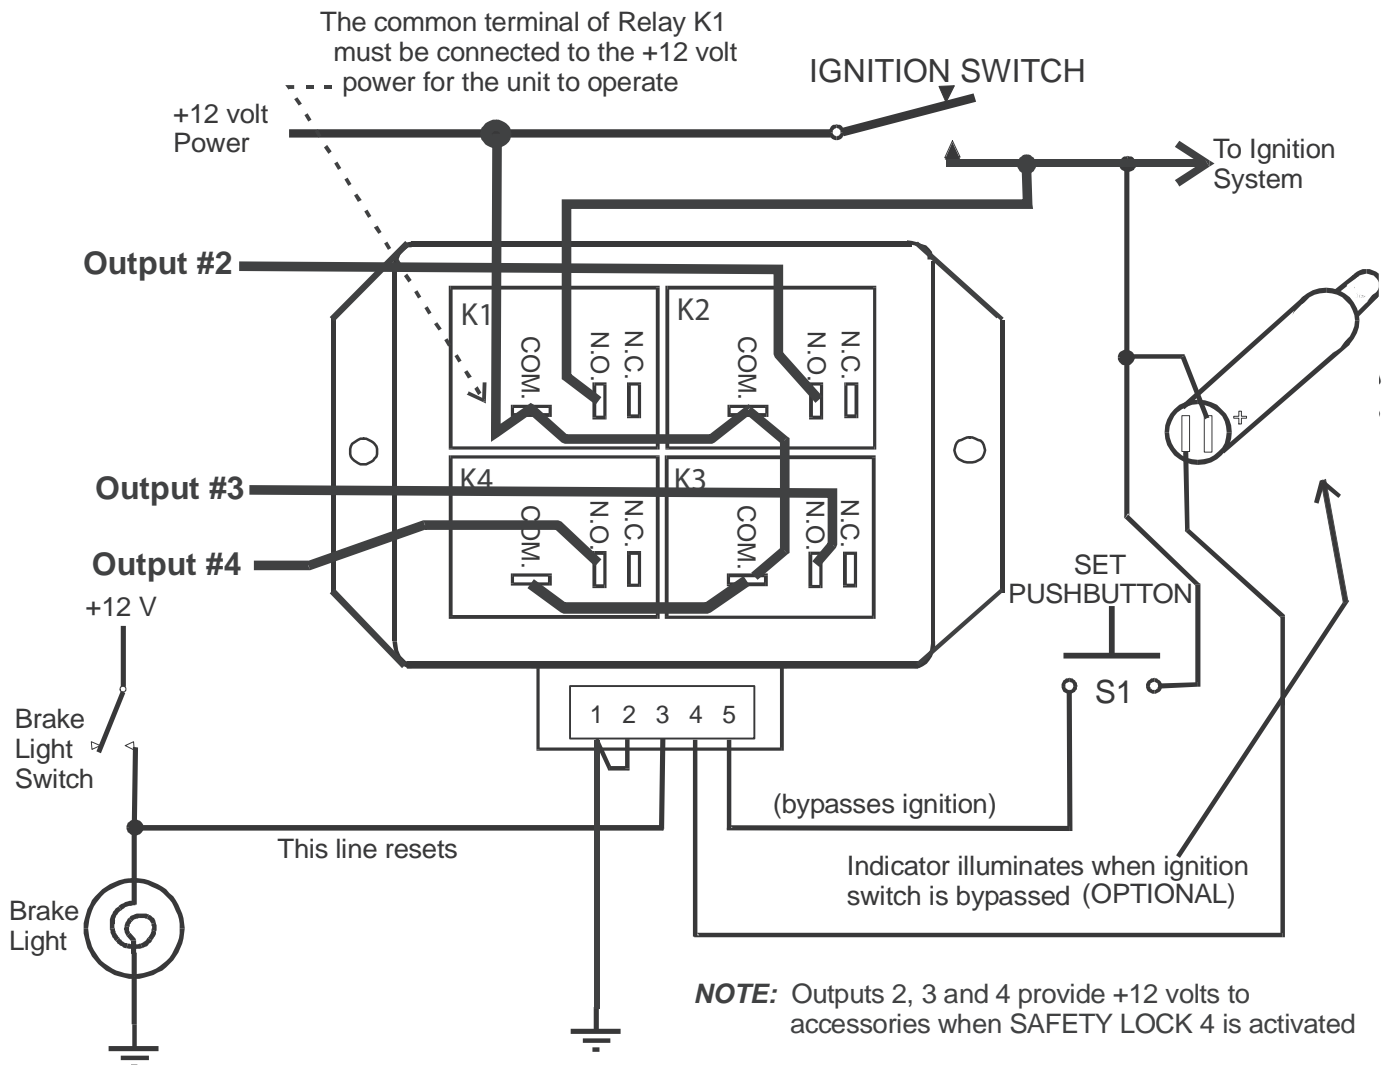 The common terminal of Relay K1
must be connected to the +12 volt
power for the unit to operate
IGNITION SWITCH
+12 volt
Power
To Ignition
System
Output #2
K1
COM.
N.O.
N.C.
K2
COM.
N.O.
N.C.
+
Output #3
K4
COM.
N.O.
N.C.
K3
COM.
N.O.
N.C.
Output #4
+12 V
SET
PUSHBUTTON
S1
1 2 3 4 5
Brake
Light
Switch
(bypasses ignition)
This line resets
Indicator illuminates when ignition
switch is bypassed (OPTIONAL)
Brake
Light
NOTE: Outputs 2, 3 and 4 provide +12 volts to
accessories when SAFETY LOCK 4 is activated